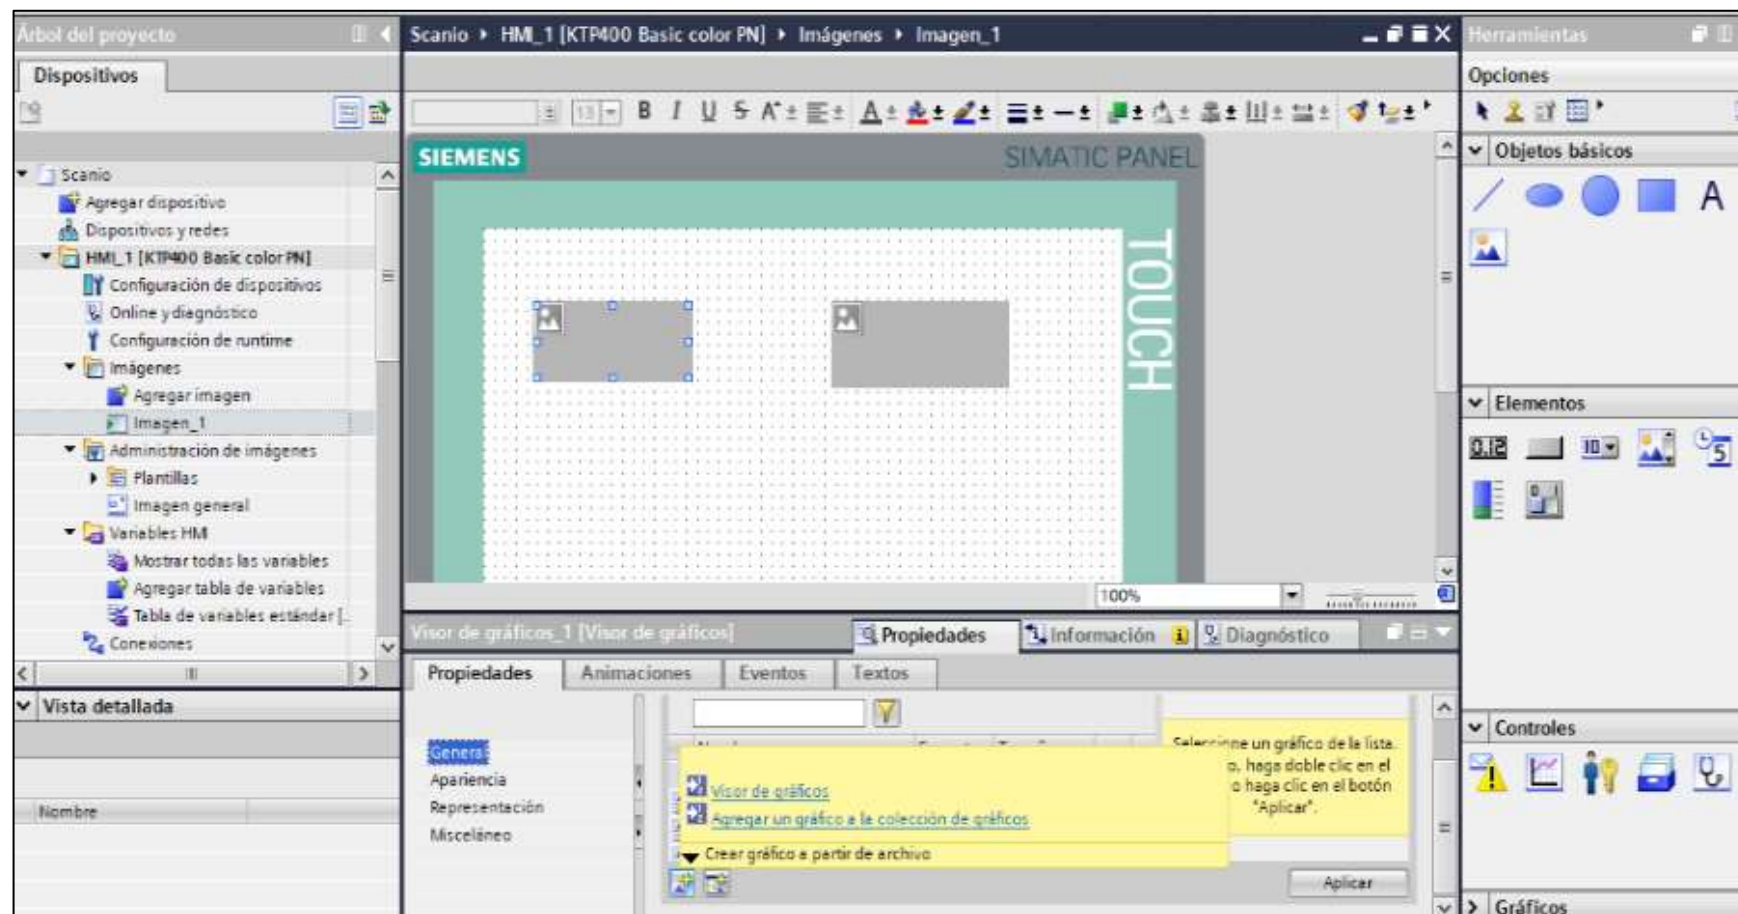 Árbol del proyecto
Dispositivos
Scanio
Agregar dispositivo
Dispositivos y redes
HMI_1 [KTP400 Basic color PN]
Configuración de dispositivos
Online y diagnóstico
Configuración de runtime
Imágenes
Agregar imagen
Imagen_1
Administración de imágenes
Plantillas
Imagen general
Variables HMI
Mostrar todas las variables
Agregar tabla de variables
Tabla de variables estándar [
Conexiones
Vista detallada
Nombre
Scanio HMI_1 [KTP400 Basic color PN] Imágenes Imagen_1
13 B I U S A A
SIEMENS
SIMATIC PANEL
TOUCH
100%
Visor de gráficos_1 [Visor de gráficos]
Propiedades Información Diagnóstico
Propiedades Animaciones Eventos Textos
General
Apariencia
Representación
Misceláneo
Seleccione un gráfico de la lista.
o, haga doble clic en el
o haga clic en el botón
"Aplicar".
Visor de gráficos
Agregar un gráfico a la colección de gráficos
Crear gráfico a partir de archivo
Aplicar
Herramientas
Opciones
Objetos básicos
A
Elementos
0.12 10 5
Controles
Gráficos